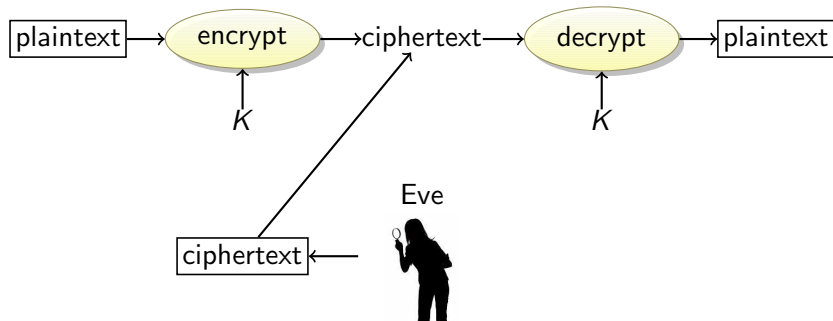 plaintext encrypt ciphertext decrypt plaintext
K K
Eve
ciphertext